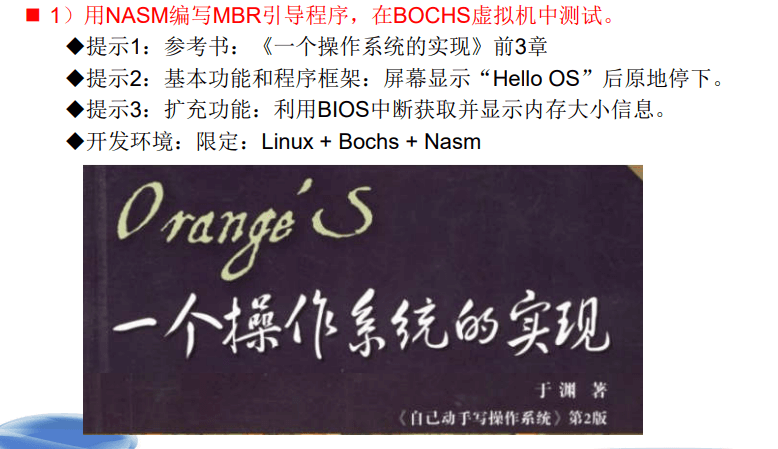 ■ 1）用NASM编写MBR引导程序，在BOCHS虚拟机中测试。
◆提示1：参考书：《一个操作系统的实现》前3章
◆提示2：基本功能和程序框架：屏幕显示“Hello OS”后原地停下。
◆提示3：扩充功能：利用BIOS中断获取并显示内存大小信息。
◆开发环境：限定：Linux + Bochs + Nasm
Orange'S
一个操作系统的实现
于渊 著
《自己动手写操作系统》第2版